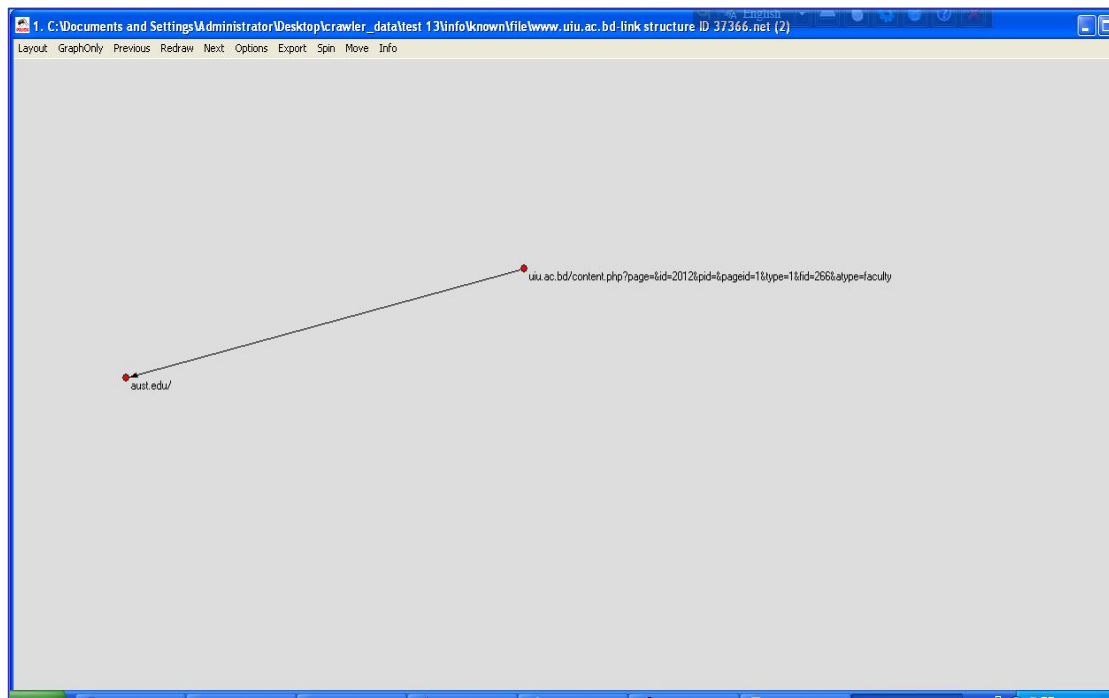 English
1. C:\Documents and Settings\Administrator\Desktop\crawler_data\test 13\info\known\file\www.uiu.ac.bd-link structure ID 37366.net (2)
Layout GraphOnly Previous Redraw Next Options Export Spin Move Info
uiu.ac.bd/content.php?page=&id=2012&pid=&pageid=1&type=1&fid=266&atype=faculty
aust.edu/